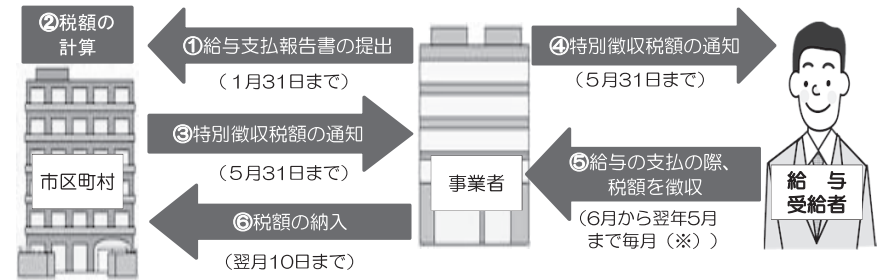 ②税額の
計算
①給与支払報告書の提出
（1月31日まで）
④特別徴収税額の通知
（5月31日まで）
③特別徴収税額の通知
（5月31日まで）
市区町村
事業者
⑤給与の支払の際、
税額を徴収
（6月から翌年5月
まで毎月（※））
給　与
受給者
⑥税額の納入
（翌月10日まで）